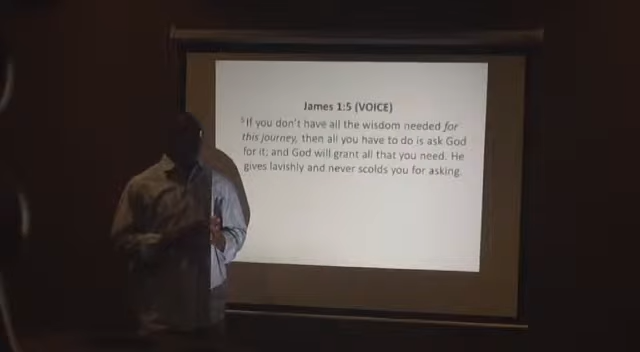 James 1:5 (VOICE)
5 If you don't have all the wisdom needed for
this journey, then all you have to do is ask God
for it; and God will grant all that you need. He
gives lavishly and never scolds you for asking.